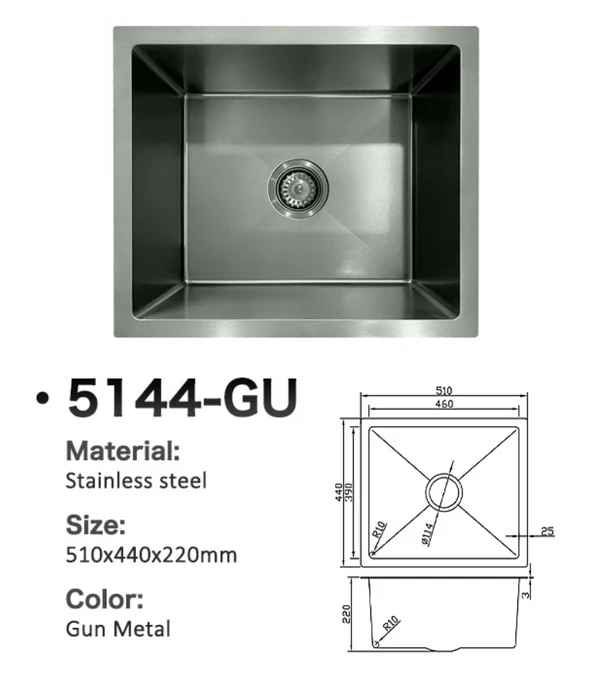 • 5144-GU
Material:
Stainless steel
Size:
510x440x220mm
Color:
Gun Metal
510
460
440
390
R10
ø114
25
3
220
R10